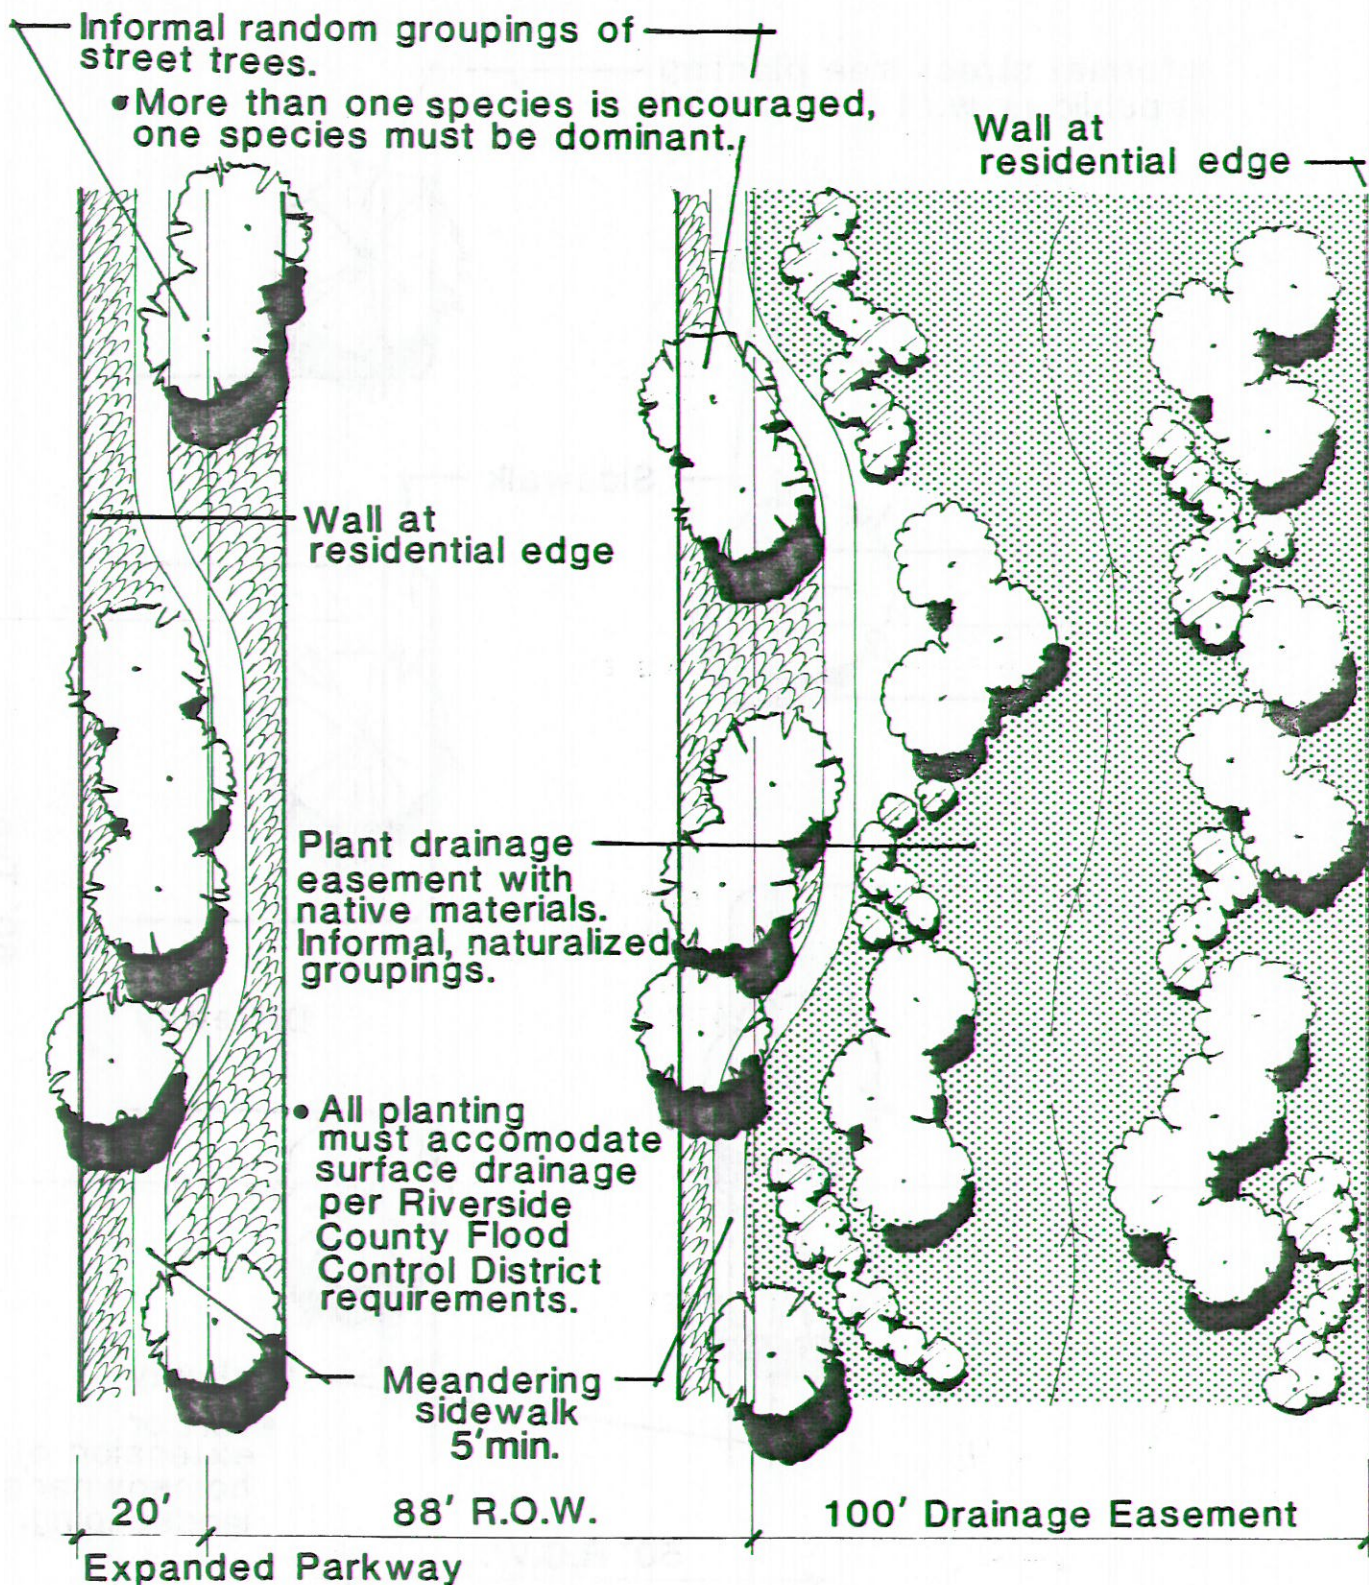 Informal random groupings of
street trees.
• More than one species is encouraged,
one species must be dominant.
Wall at
residential edge
Wall at
residential edge
Plant drainage
easement with
native materials.
Informal, naturalized
groupings.
• All planting
must accomodate
surface drainage
per Riverside
County Flood
Control District
requirements.
Meandering
sidewalk
5'min.
20'
88' R.O.W.
100' Drainage Easement
Expanded Parkway